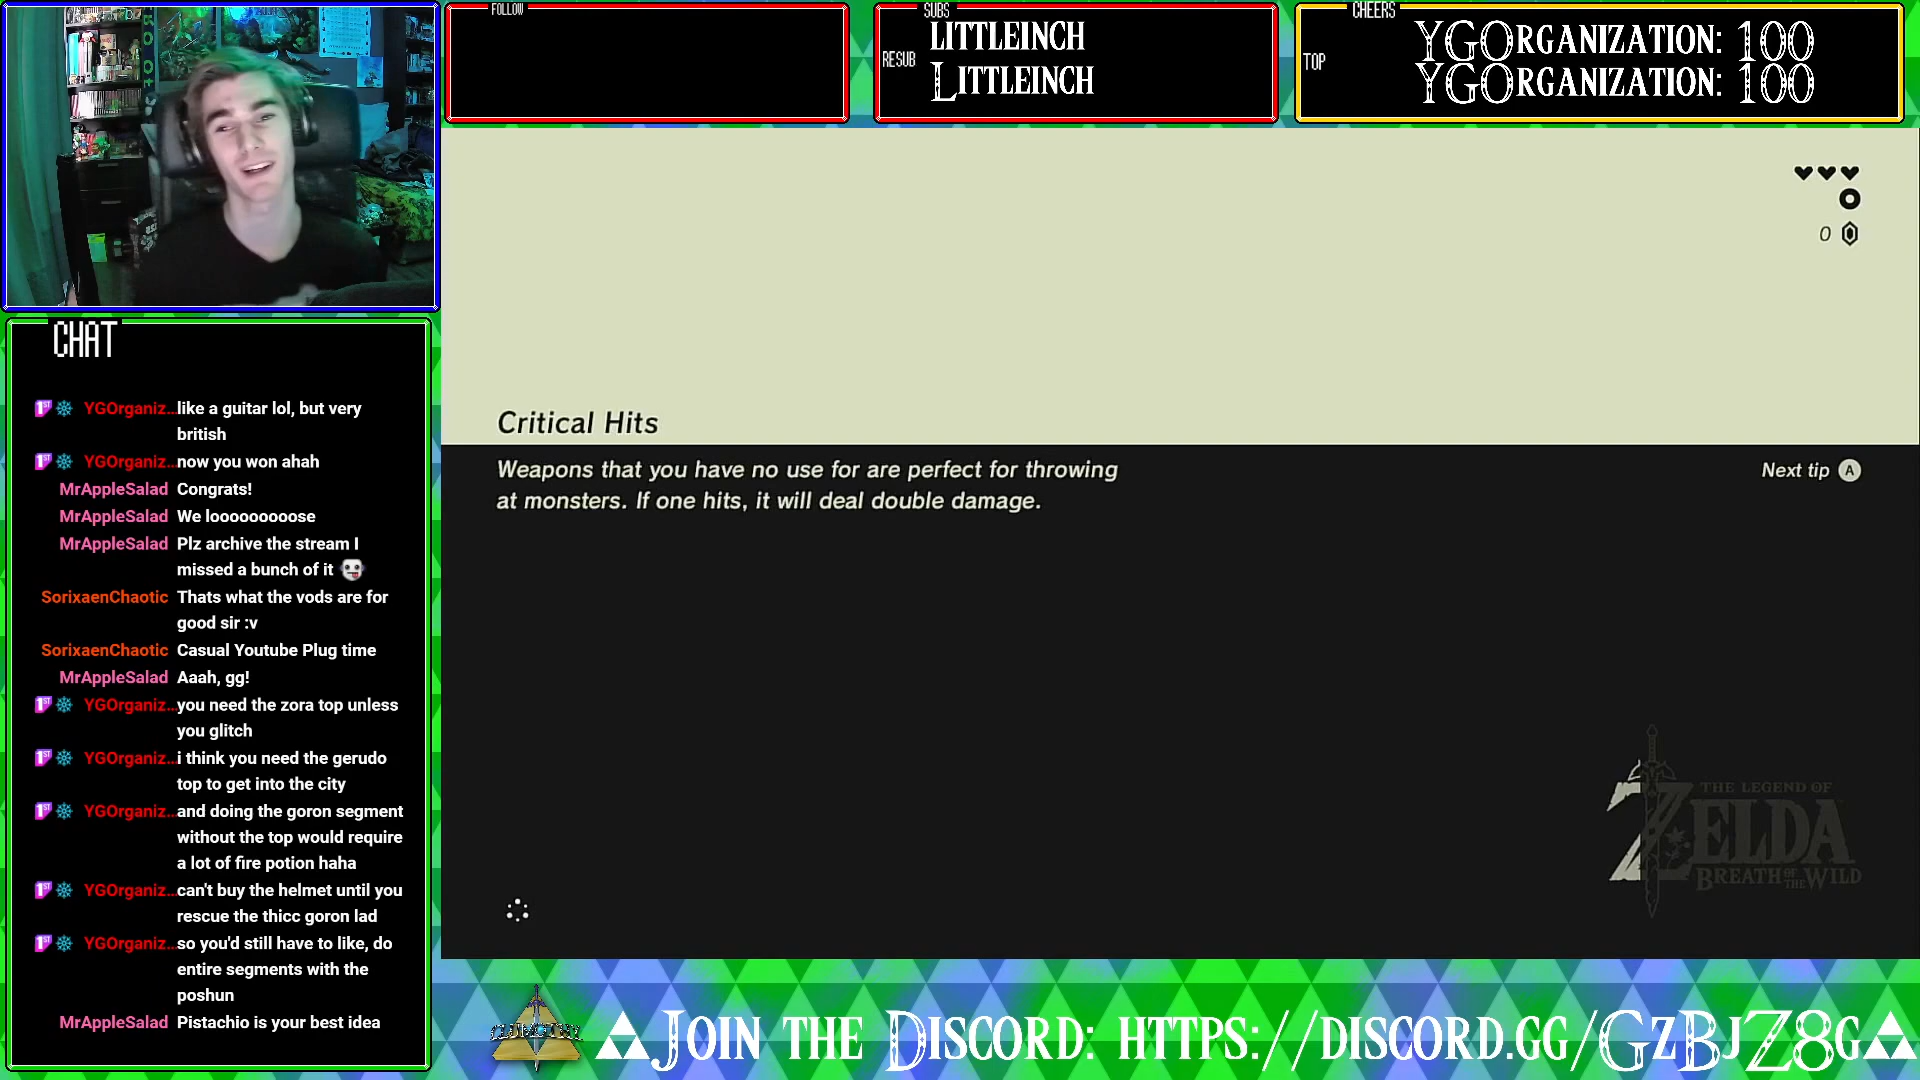 FOLLOW
SUBS
RESUB
LITTLEINCH
LITTLEINCH
CHEERS
TOP
YGORGANIZATION: 100
YGORGANIZATION: 100
0
Critical Hits
Weapons that you have no use for are perfect for throwing
at monsters. If one hits, it will deal double damage.
Next tip A
THE LEGEND OF
ZELDA
BREATH OF THE WILD
CHAT
YGOrganiz... like a guitar lol, but very
british
YGOrganiz... now you won ahah
MrAppleSalad Congrats!
MrAppleSalad We looooooooose
MrAppleSalad Plz archive the stream I
missed a bunch of it
SorixaenChaotic Thats what the vods are for
good sir :v
SorixaenChaotic Casual Youtube Plug time
MrAppleSalad Aaah, gg!
YGOrganiz... you need the zora top unless
you glitch
YGOrganiz... i think you need the gerudo
top to get into the city
YGOrganiz... and doing the goron segment
without the top would require
a lot of fire potion haha
YGOrganiz... can't buy the helmet until you
rescue the thicc goron lad
YGOrganiz... so you'd still have to like, do
entire segments with the
poshun
MrAppleSalad Pistachio is your best idea
JOIN THE DISCORD: HTTPS://DISCORD.GG/GZBJZ8G